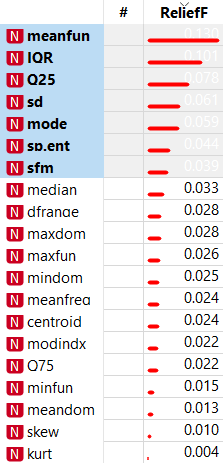 # ReliefF
N meanfun 0.130
N IQR 0.101
N Q25 0.078
N sd 0.061
N mode 0.059
N sp.ent 0.044
N sfm 0.039
N median 0.033
N dfrange 0.028
N maxdom 0.028
N maxfun 0.026
N mindom 0.025
N meanfreq 0.024
N centroid 0.024
N modindx 0.022
N Q75 0.022
N minfun 0.015
N meandom 0.013
N skew 0.010
N kurt 0.004